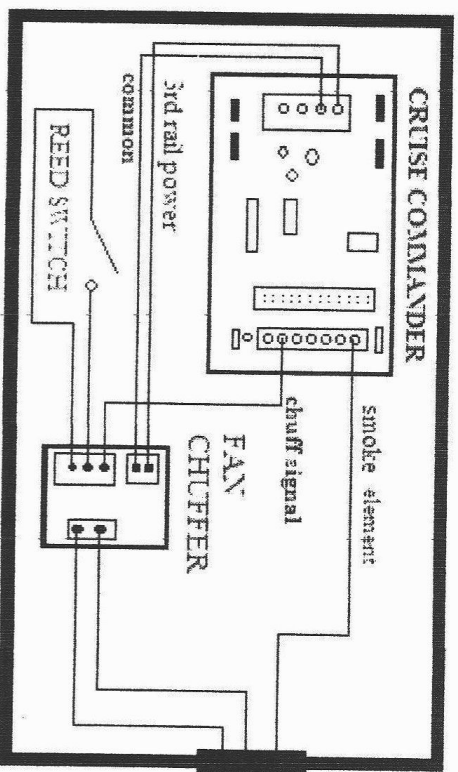 CRUISE COMMANDER
3rd rail power
common
REED SWITCH
smoke element
chuff signal
FAN
CHUFFER